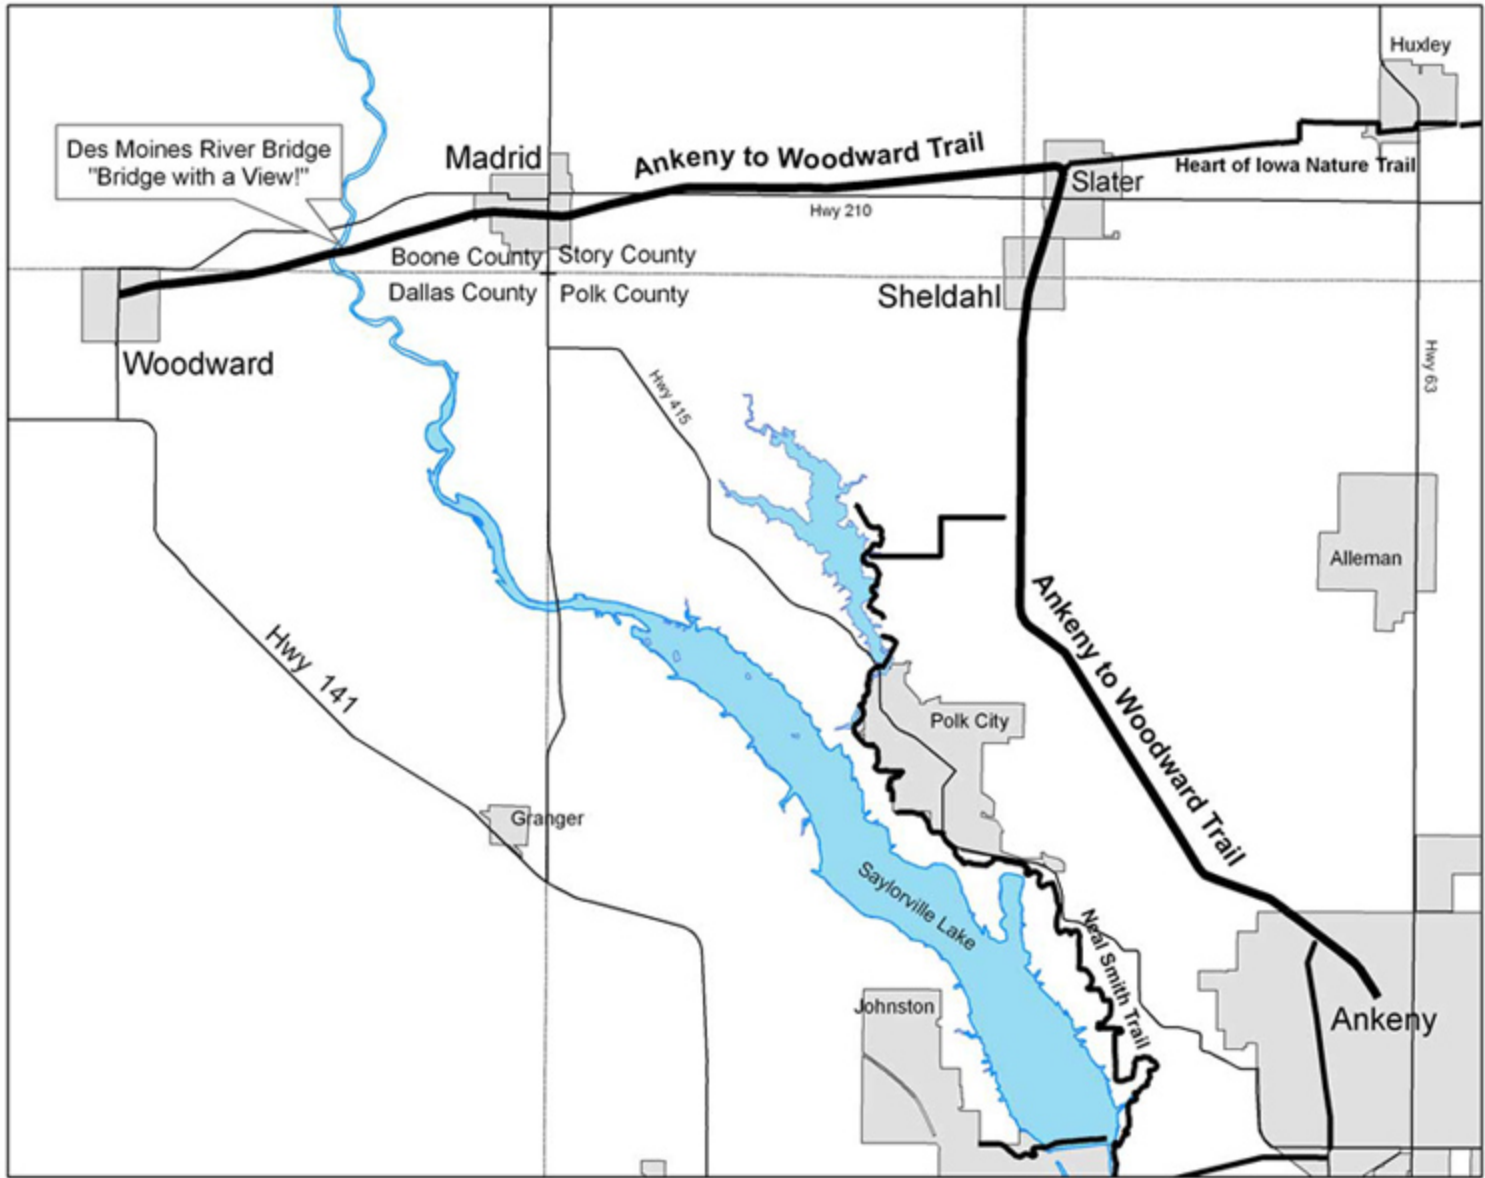 Huxley
Des Moines River Bridge
"Bridge with a View!"
Madrid
Ankeny to Woodward Trail
Heart of Iowa Nature Trail
Slater
Hwy 210
Boone County
Story County
Dallas County
Polk County
Sheldahl
Woodward
Hwy 415
Hwy 63
Alleman
Ankeny to Woodward Trail
Hwy 141
Polk City
Granger
Saylorville Lake
Neal Smith Trail
Johnston
Ankeny